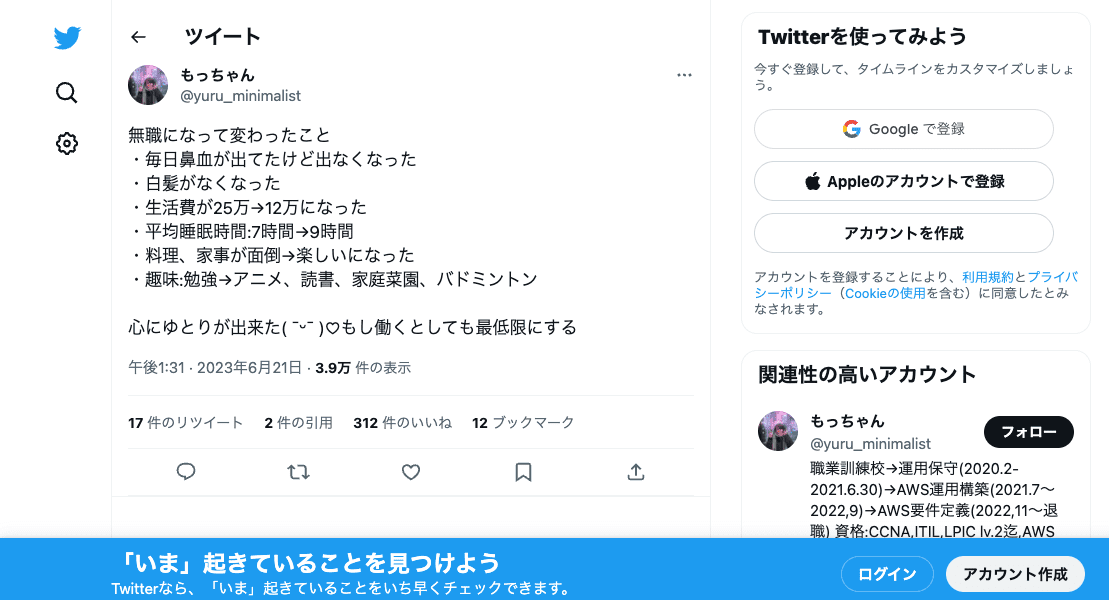 ツイート
もっちゃん
@yuru_minimalist
無職になって変わったこと
・毎日鼻血が出てたけど出なくなった
・白髪がなくなった
・生活費が25万→12万になった
・平均睡眠時間:7時間→9時間
・料理、家事が面倒→楽しいになった
・趣味:勉強→アニメ、読書、家庭菜園、バドミントン
心にゆとりが出来た( ˘ᵕ˘ )♡もし働くとしても最低限にする
午後1:31 · 2023年6月21日 · 3.9万 件の表示
17 件のリツイート 2 件の引用 312 件のいいね 12 ブックマーク
Twitterを使ってみよう
今すぐ登録して、タイムラインをカスタマイズしましょ
う。
Google で登録
Appleのアカウントで登録
アカウントを作成
アカウントを登録することにより、利用規約とプライバ
シーポリシー（Cookieの使用を含む）に同意したとみ
なされます。
関連性の高いアカウント
もっちゃん
@yuru_minimalist
フォロー
職業訓練校→運用保守(2020.2-
2021.6.30)→AWS運用構築(2021.7〜
2022,9)→AWS要件定義(2022,11〜退
職) 資格:CCNA,ITIL,LPIC lv.2迄,AWS
「いま」起きていることを見つけよう
Twitterなら、「いま」起きていることをいち早くチェックできます。
ログイン
アカウント作成